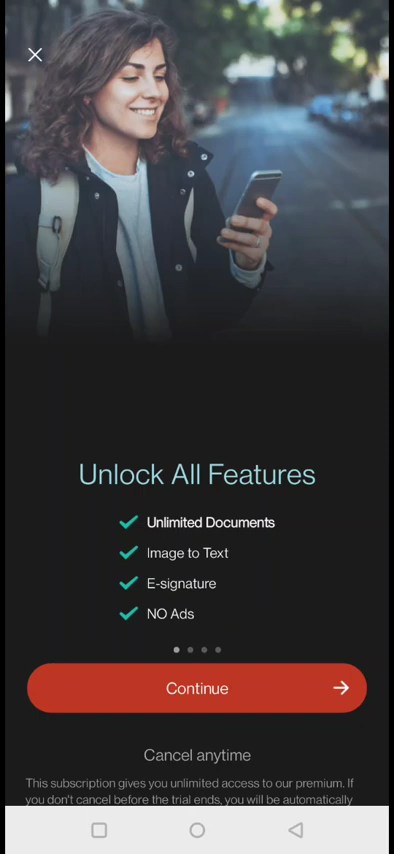 Unlock All Features
Unlimited Documents
Image to Text
E-signature
NO Ads
Continue
Cancel anytime
This subscription gives you unlimited access to our premium. If
you don't cancel before the trial ends, you will be automatically